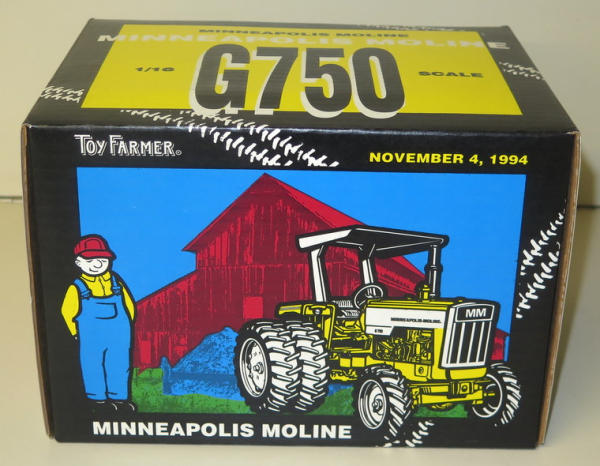 MINNEAPOLIS MOLINE
MINNEAPOLIS MOLINE
1/16 G750 SCALE
TOY FARMER®
NOVEMBER 4, 1994
MM
MINNEAPOLIS-MOLINE
MINNEAPOLIS MOLINE